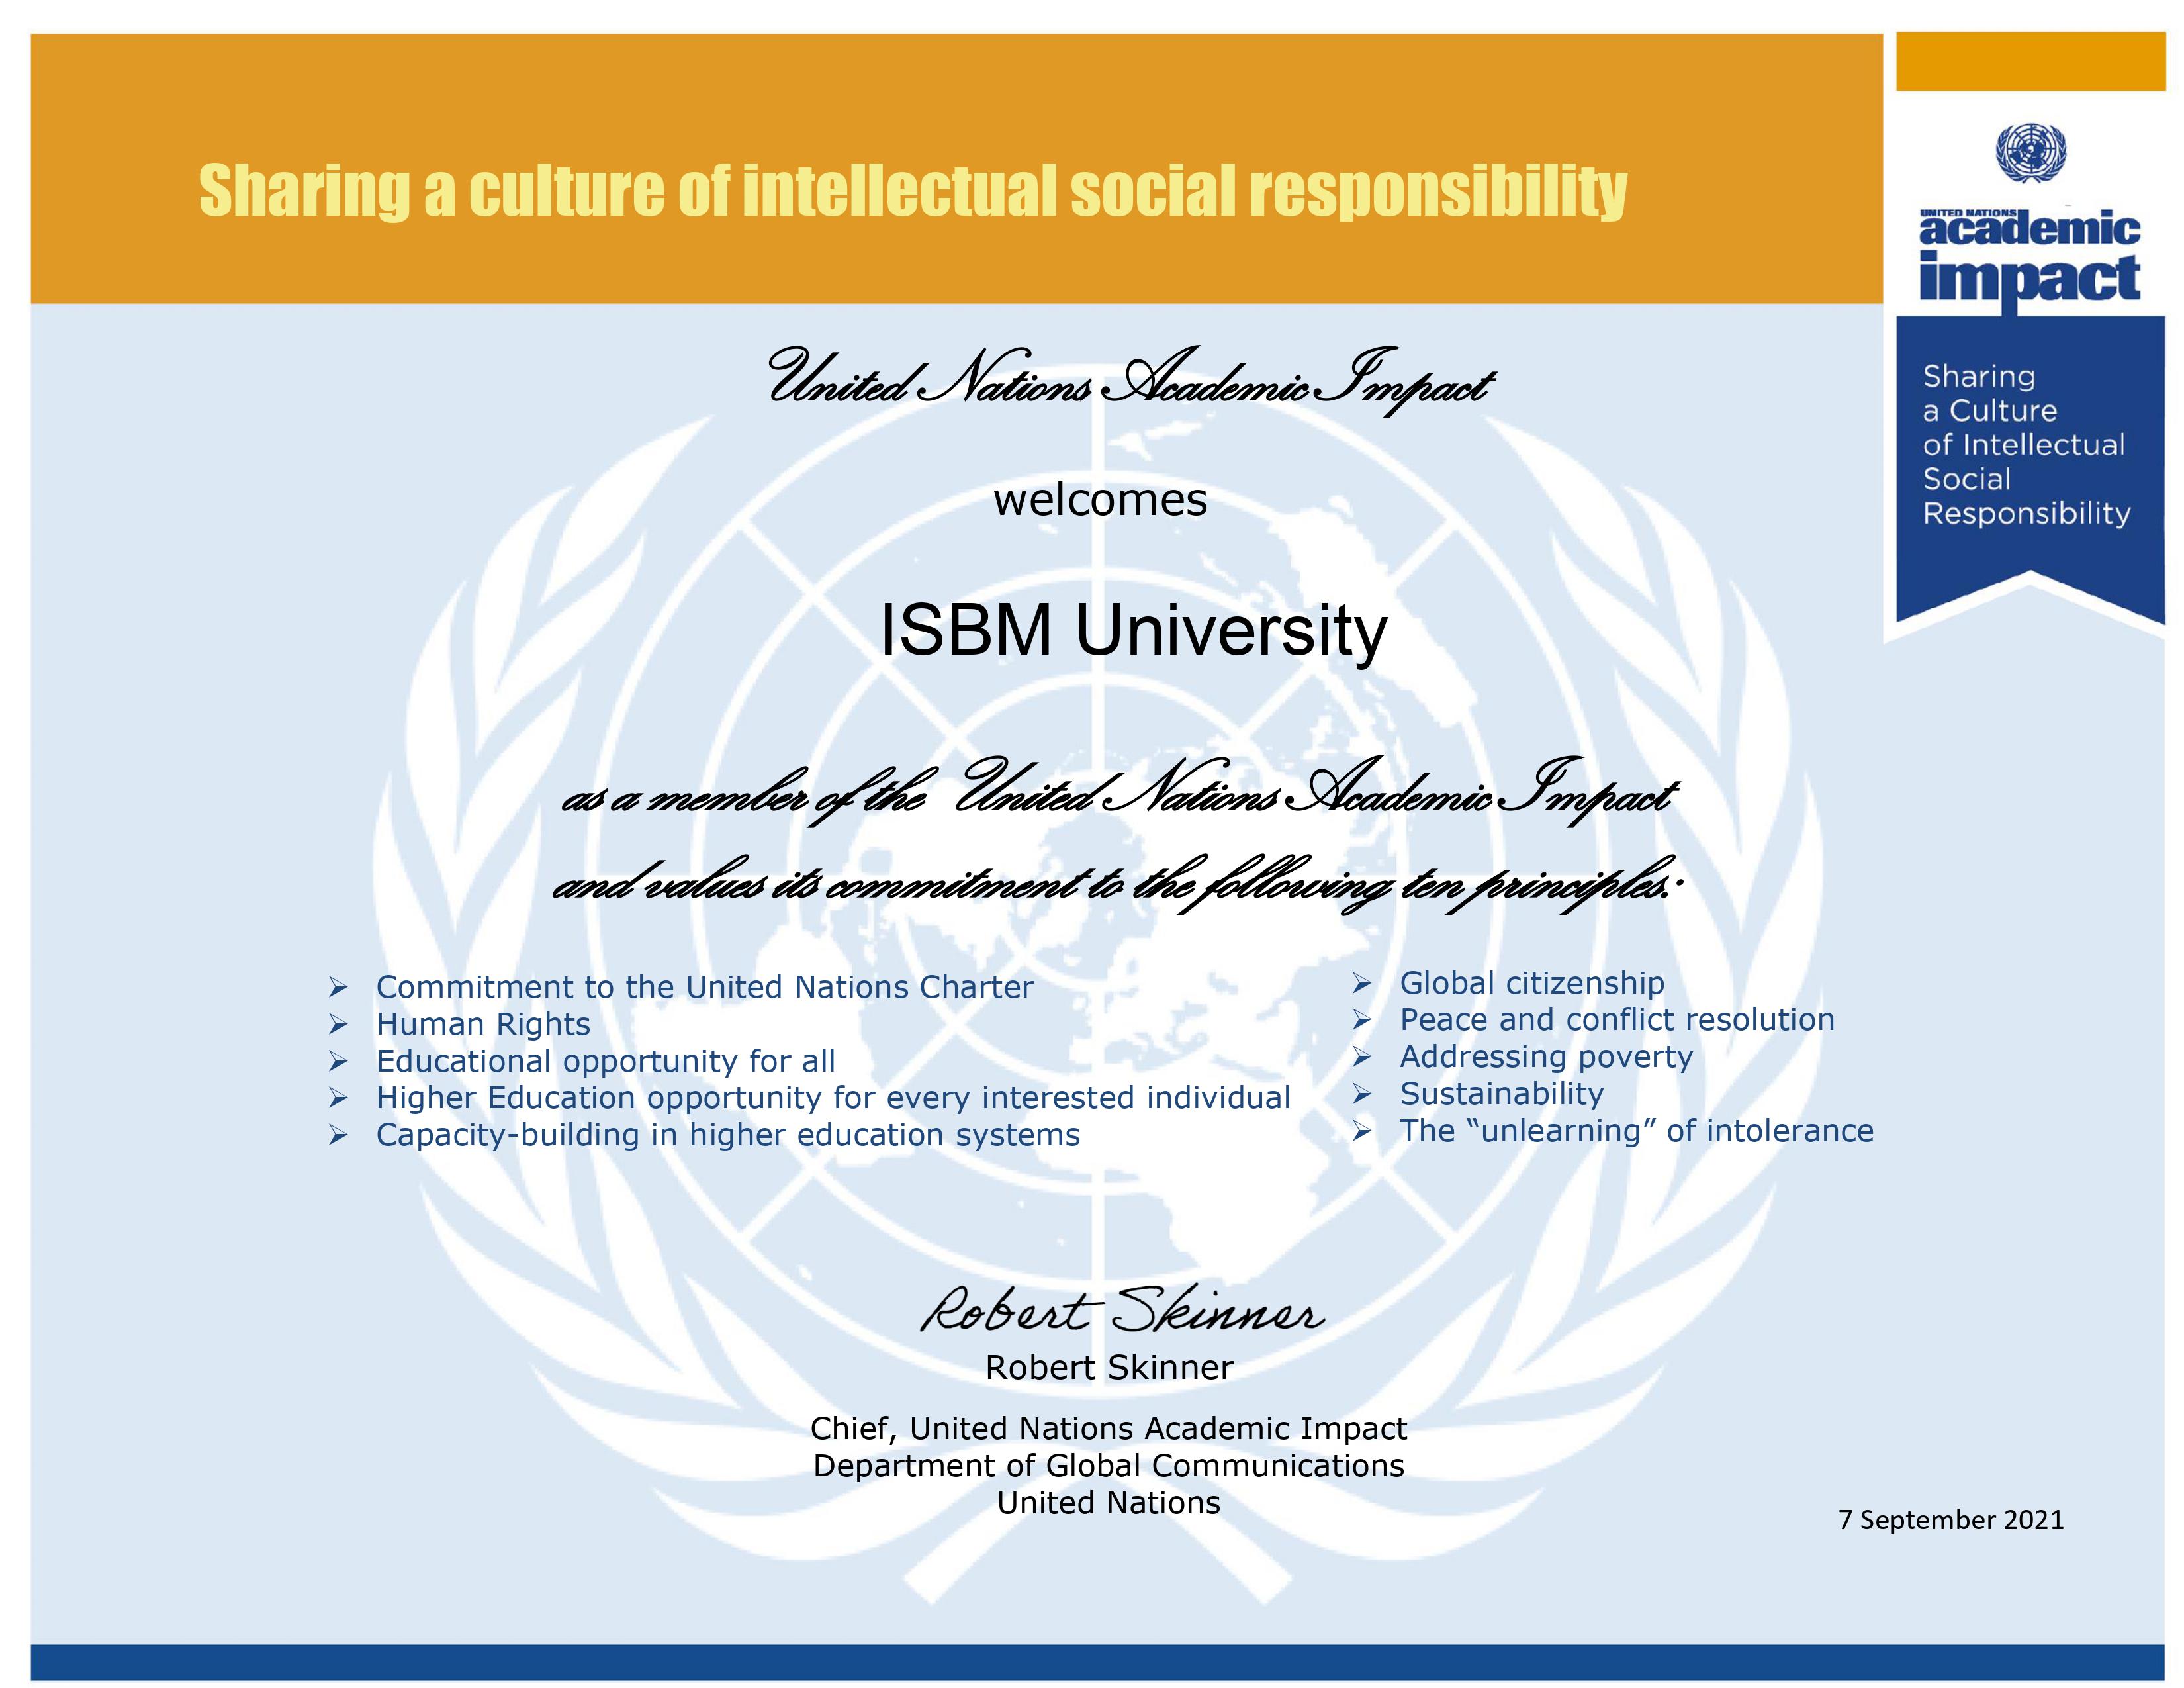 Sharing a culture of intellectual social responsibility
UNITED NATIONS
academic
impact
Sharing
a Culture
of Intellectual
Social
Responsibility
United Nations Academic Impact
welcomes
ISBM University
as a member of the United Nations Academic Impact
and values its commitment to the following ten principles:
➢ Commitment to the United Nations Charter
➢ Human Rights
➢ Educational opportunity for all
➢ Higher Education opportunity for every interested individual
➢ Capacity-building in higher education systems
➢ Global citizenship
➢ Peace and conflict resolution
➢ Addressing poverty
➢ Sustainability
➢ The “unlearning” of intolerance
Robert Skinner
Robert Skinner
Chief, United Nations Academic Impact
Department of Global Communications
United Nations
7 September 2021